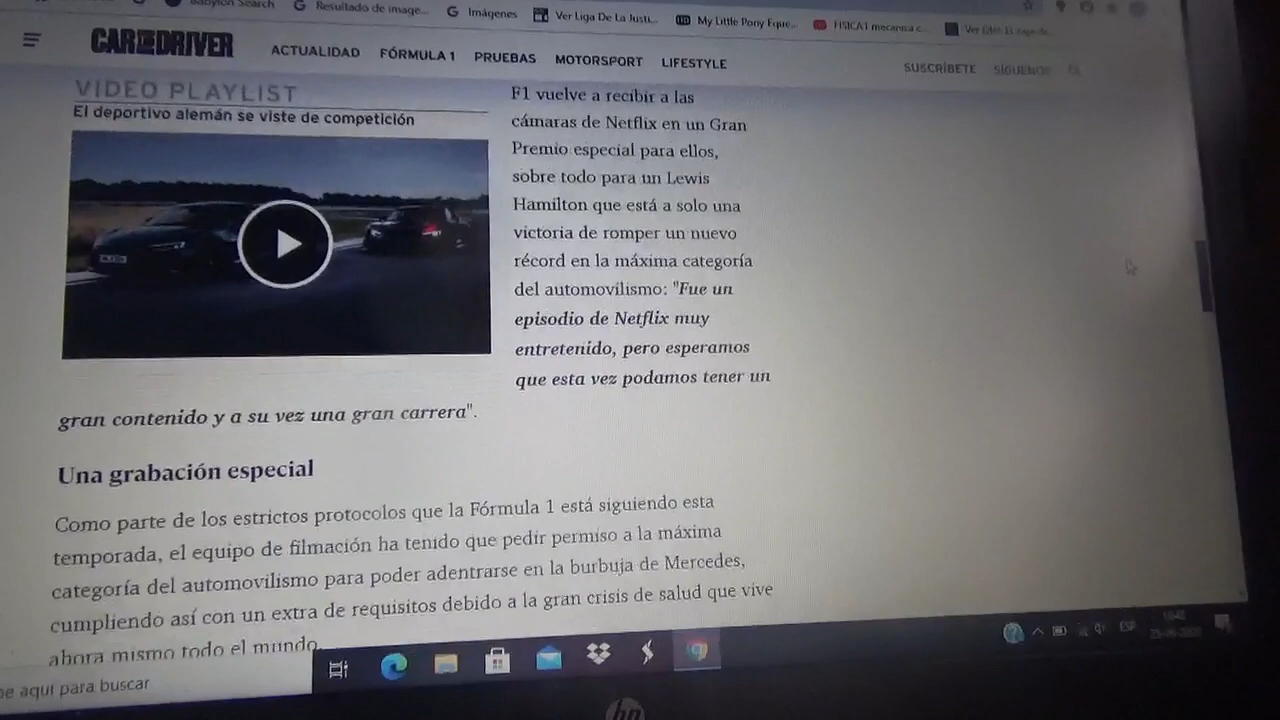 Babylon Search
Resultado de image...
Imágenes
Ver Liga De La Justi...
My Little Pony Eque...
FISICA I mecanica c...
CAR AND DRIVER
ACTUALIDAD
FÓRMULA 1
PRUEBAS
MOTORSPORT
LIFESTYLE
SUSCRÍBETE
SÍGUENOS
VIDEO PLAYLIST
El deportivo alemán se viste de competición
F1 vuelve a recibir a las
cámaras de Netflix en un Gran
Premio especial para ellos,
sobre todo para un Lewis
Hamilton que está a solo una
victoria de romper un nuevo
récord en la máxima categoría
del automovilismo: "Fue un
episodio de Netflix muy
entretenido, pero esperamos
que esta vez podamos tener un
gran contenido y a su vez una gran carrera".
Una grabación especial
Como parte de los estrictos protocolos que la Fórmula 1 está siguiendo esta
temporada, el equipo de filmación ha tenido que pedir permiso a la máxima
categoría del automovilismo para poder adentrarse en la burbuja de Mercedes,
cumpliendo así con un extra de requisitos debido a la gran crisis de salud que vive
ahora mismo todo el mundo.
be aquí para buscar
ESP
hp